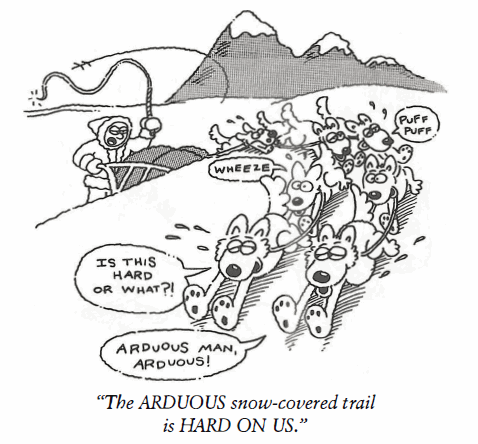 PUFF
PUFF
WHEEZE
IS THIS
HARD
OR WHAT?!
ARDUOUS MAN,
ARDUOUS!
“The ARDUOUS snow-covered trail
is HARD ON US.”